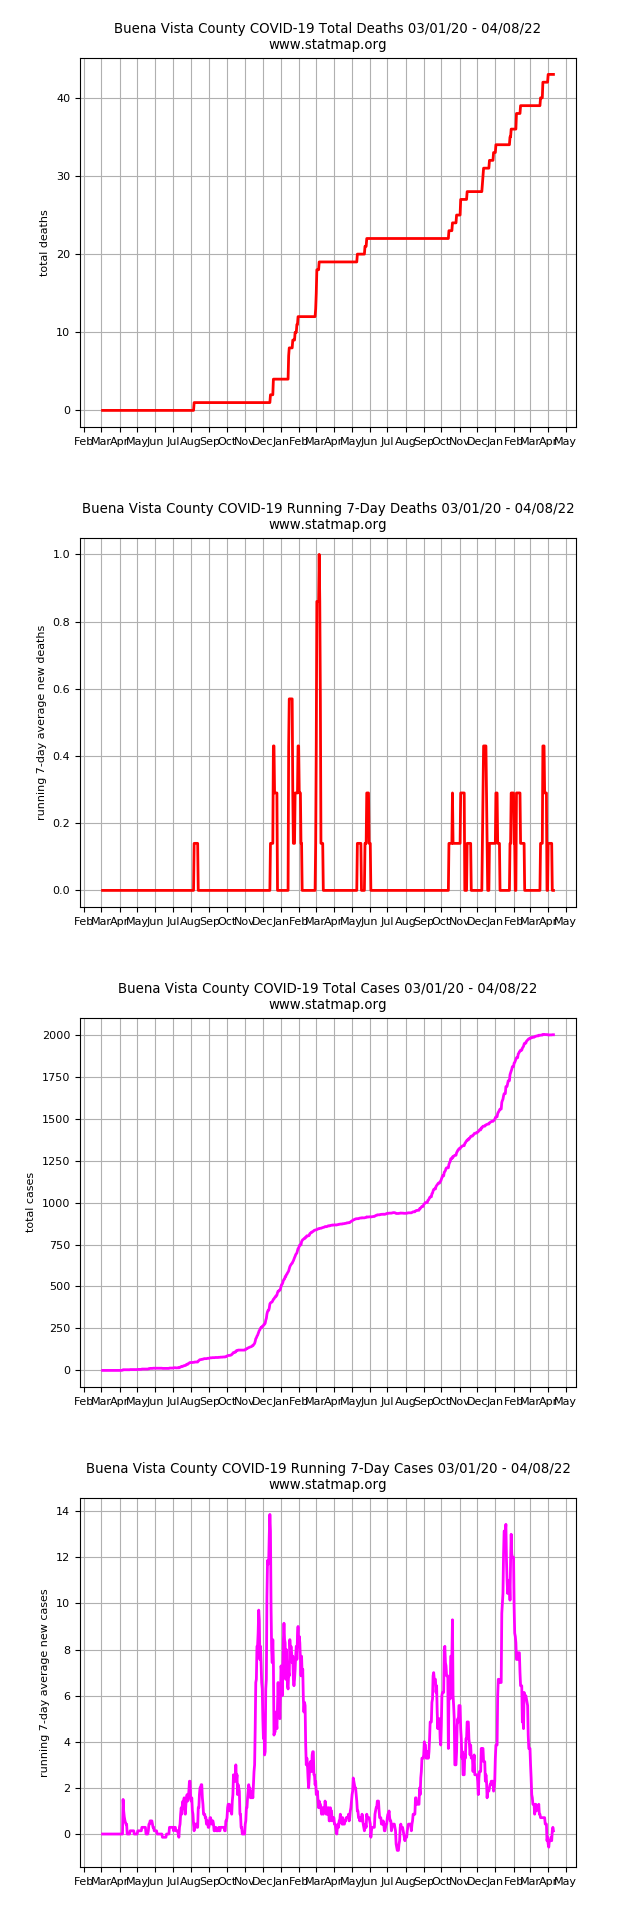 Buena Vista County COVID-19 Total Deaths 03/01/20 - 04/08/22
www.statmap.org
total deaths
40
30
20
10
0
Feb Mar Apr May Jun Jul Aug Sep Oct Nov Dec Jan Feb Mar Apr May Jun Jul Aug Sep Oct Nov Dec Jan Feb Mar Apr May
Buena Vista County COVID-19 Running 7-Day Deaths 03/01/20 - 04/08/22
www.statmap.org
running 7-day average new deaths
1.0
0.8
0.6
0.4
0.2
0.0
Feb Mar Apr May Jun Jul Aug Sep Oct Nov Dec Jan Feb Mar Apr May Jun Jul Aug Sep Oct Nov Dec Jan Feb Mar Apr May
Buena Vista County COVID-19 Total Cases 03/01/20 - 04/08/22
www.statmap.org
total cases
2000
1750
1500
1250
1000
750
500
250
0
Feb Mar Apr May Jun Jul Aug Sep Oct Nov Dec Jan Feb Mar Apr May Jun Jul Aug Sep Oct Nov Dec Jan Feb Mar Apr May
Buena Vista County COVID-19 Running 7-Day Cases 03/01/20 - 04/08/22
www.statmap.org
running 7-day average new cases
14
12
10
8
6
4
2
0
Feb Mar Apr May Jun Jul Aug Sep Oct Nov Dec Jan Feb Mar Apr May Jun Jul Aug Sep Oct Nov Dec Jan Feb Mar Apr May